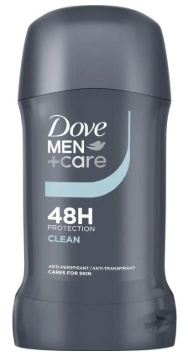 Dove
MEN
+care
48H
PROTECTION
CLEAN
ANTI-PERSPIRANT/ANTI-TRANSPIRANT
CARES FOR SKIN